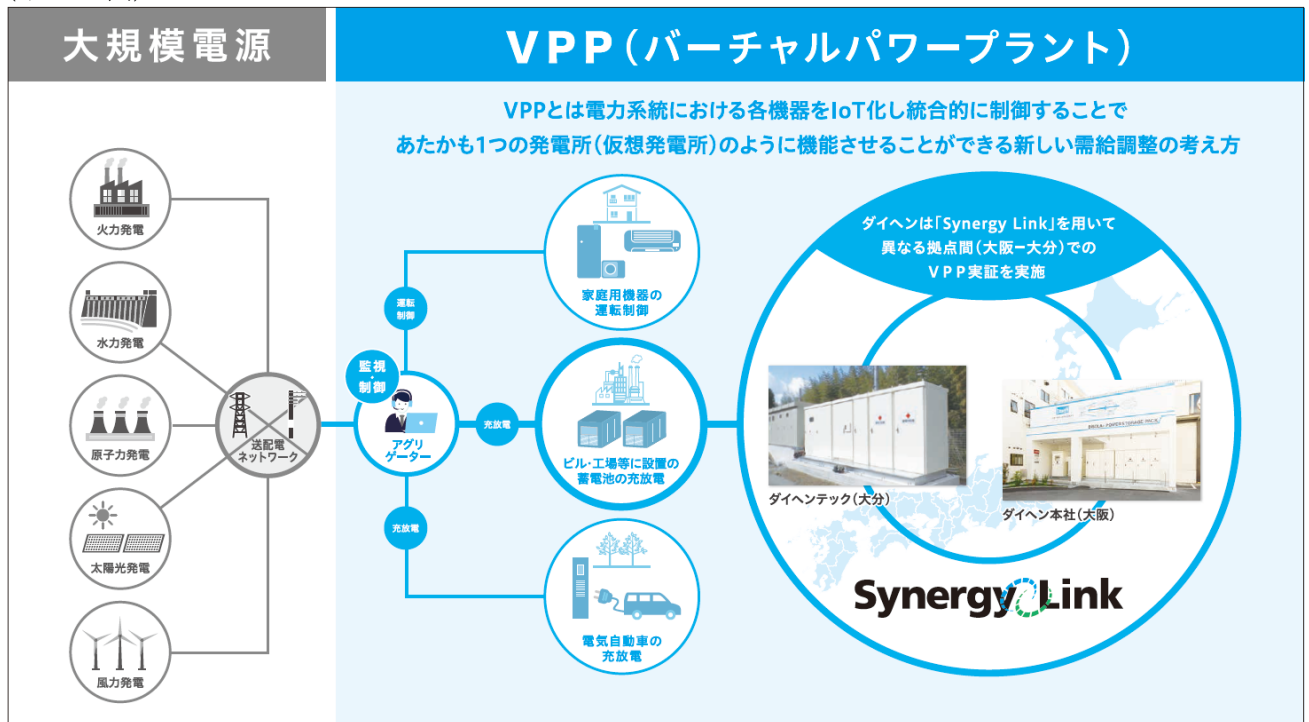 大規模電源
VPP（バーチャルパワープラント）
VPPとは電力系統における各機器をIoT化し統合的に制御することで
あたかも1つの発電所（仮想発電所）のように機能させることができる新しい需給調整の考え方
火力発電
水力発電
原子力発電
太陽光発電
風力発電
送配電
ネットワーク
監視
・
制御
アグリ
ゲーター
運転
制御
充放電
充放電
家庭用機器の
運転制御
ビル・工場等に設置の
蓄電池の充放電
電気自動車の
充放電
ダイヘンは「Synergy Link」を用いて
異なる拠点間（大阪ー大分）での
VPP実証を実施
ダイヘンテック（大分）
ダイヘン本社（大阪）
Synergy Link